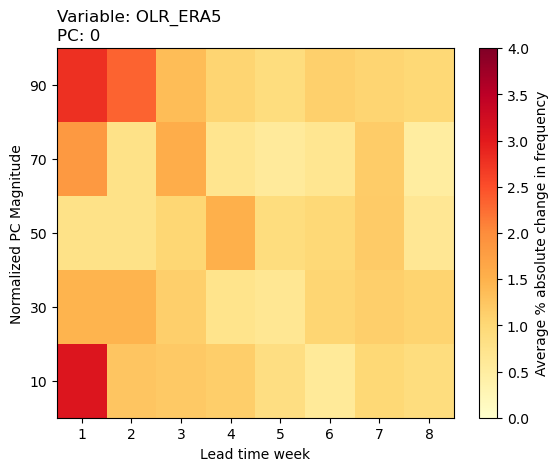 Variable: OLR_ERA5
PC: 0
90
70
50
30
10
Normalized PC Magnitude
1 2 3 4 5 6 7 8
Lead time week
4.0
3.5
3.0
2.5
2.0
1.5
1.0
0.5
0.0
Average % absolute change in frequency